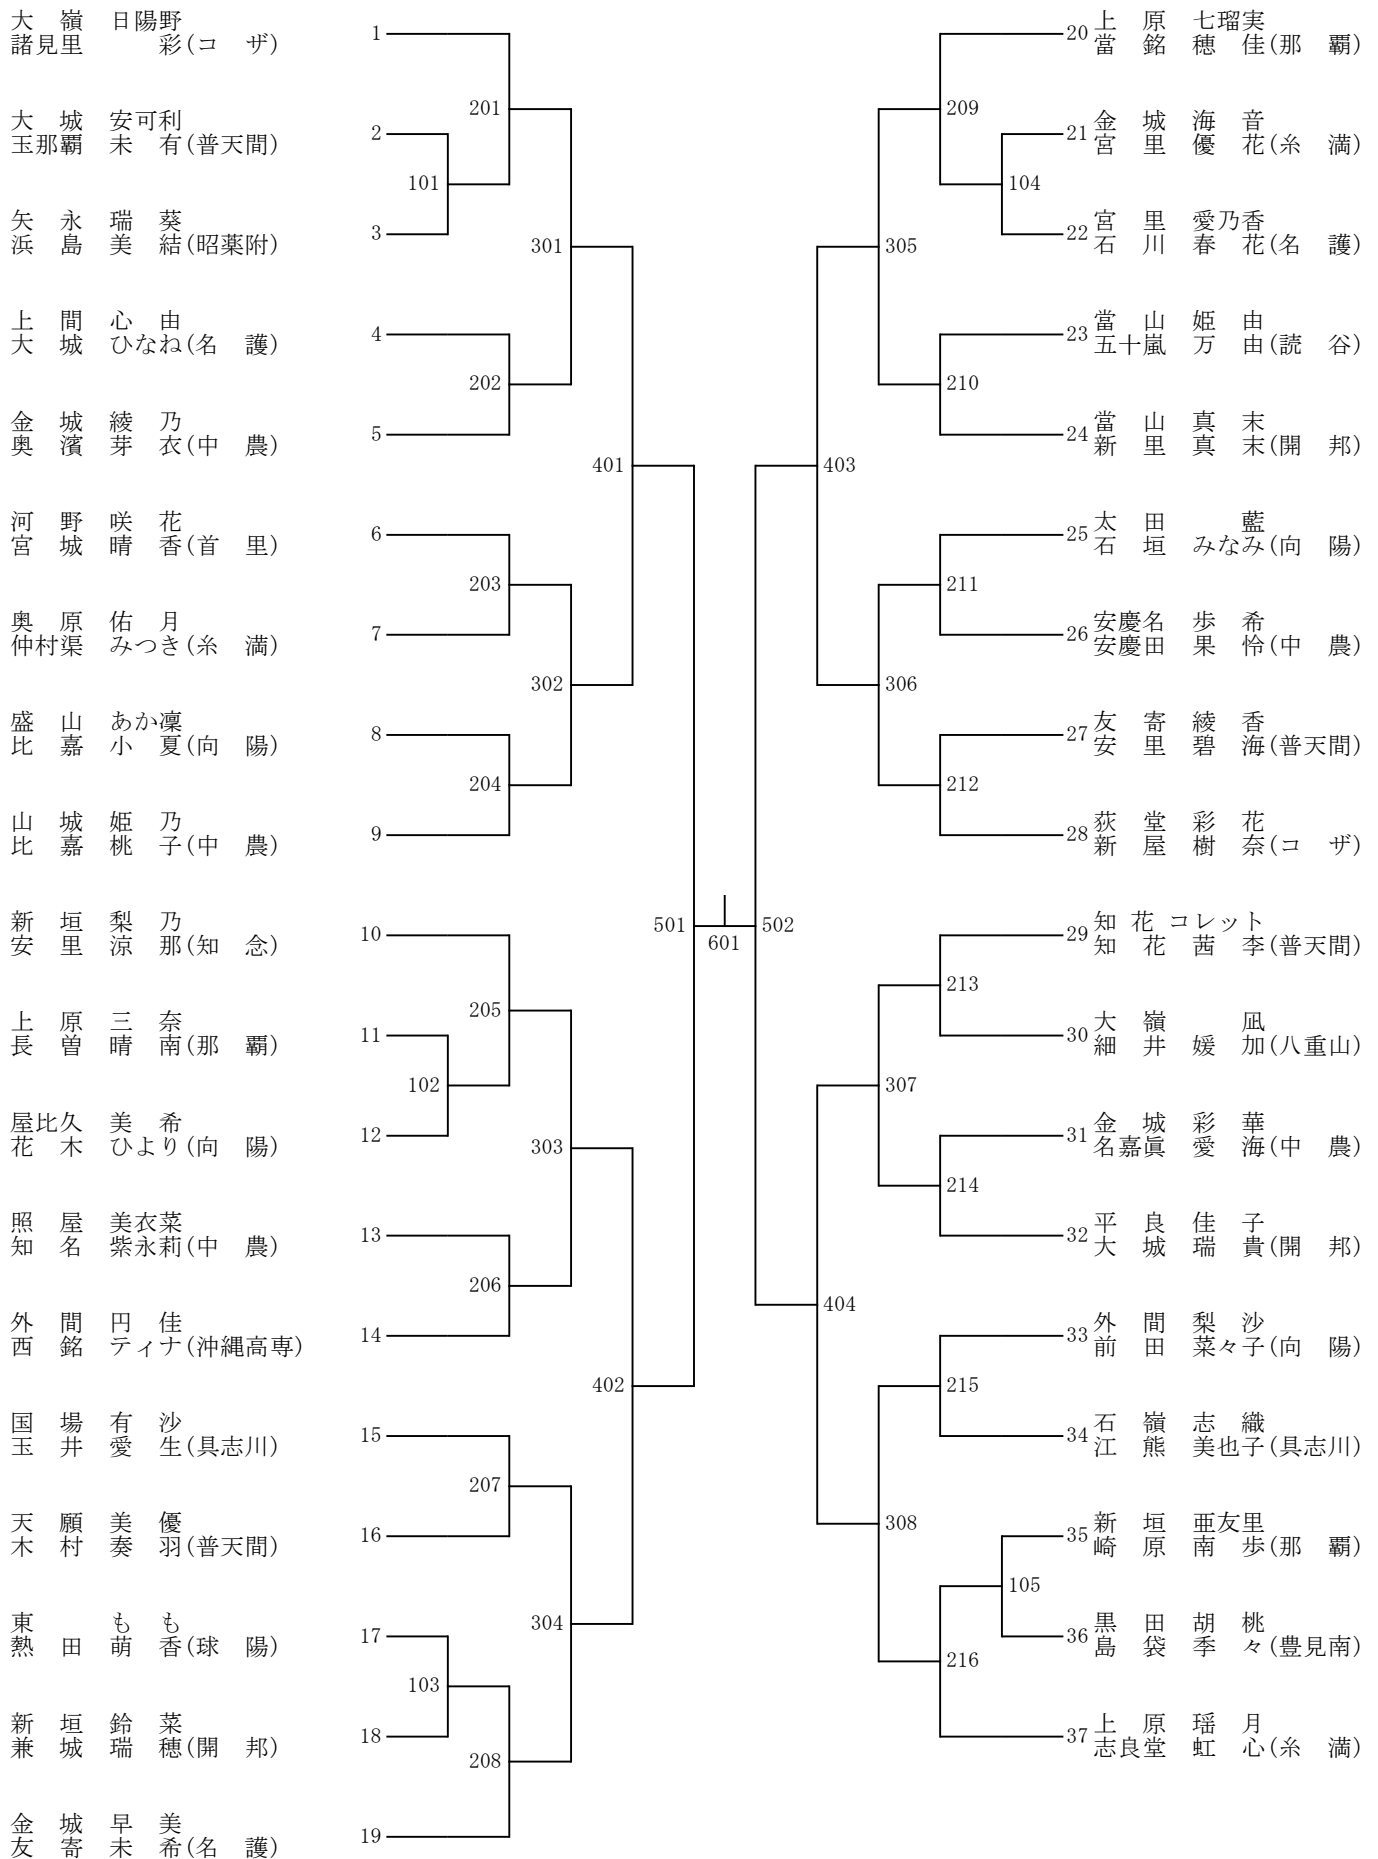 大　嶺　日陽野
諸見里　　　彩(コ　ザ)
1
大　城　安可利
玉那覇　未　有(普天間)
2
矢　永　瑞　葵
浜　島　美　結(昭薬附)
3
上　間　心　由
大　城　ひなね(名　護)
4
金　城　綾　乃
奥　濱　芽　衣(中　農)
5
河　野　咲　花
宮　城　晴　香(首　里)
6
奥　原　佑　月
仲村渠　みつき(糸　満)
7
盛　山　あか凜
比　嘉　小　夏(向　陽)
8
山　城　姫　乃
比　嘉　桃　子(中　農)
9
新　垣　梨　乃
安　里　涼　那(知　念)
10
上　原　三　奈
長　曽　晴　南(那　覇)
11
屋比久　美　希
花　木　ひより(向　陽)
12
照　屋　美衣菜
知　名　紫永莉(中　農)
13
外　間　円　佳
西　銘　ティナ(沖縄高専)
14
国　場　有　沙
玉　井　愛　生(具志川)
15
天　願　美　優
木　村　奏　羽(普天間)
16
東　　　も　も
熱　田　萌　香(球　陽)
17
新　垣　鈴　菜
兼　城　瑞　穂(開　邦)
18
金　城　早　美
友　寄　未　希(名　護)
19
101
102
103
201
202
203
204
205
206
207
208
301
302
303
304
401
402
501
601
502
403
404
305
306
307
308
209
210
211
212
213
214
215
216
104
105
20
上　原　七瑠実
當　銘　穂　佳(那　覇)
21
金　城　海　音
宮　里　優　花(糸　満)
22
宮　里　愛乃香
石　川　春　花(名　護)
23
當　山　姫　由
五十嵐　万　由(読　谷)
24
當　山　真　末
新　里　真　末(開　邦)
25
太　田　　　藍
石　垣　みなみ(向　陽)
26
安慶名　歩　希
安慶田　果　怜(中　農)
27
友　寄　綾　香
安　里　碧　海(普天間)
28
荻　堂　彩　花
新　屋　樹　奈(コ　ザ)
29
知　花　コレット
知　花　茜　李(普天間)
30
大　嶺　　　凪
細　井　媛　加(八重山)
31
金　城　彩　華
名嘉眞　愛　海(中　農)
32
平　良　佳　子
大　城　瑞　貴(開　邦)
33
外　間　梨　沙
前　田　菜々子(向　陽)
34
石　嶺　志　織
江　熊　美也子(具志川)
35
新　垣　亜友里
崎　原　南　歩(那　覇)
36
黒　田　胡　桃
島　袋　季　々(豊見南)
37
上　原　瑶　月
志良堂　虹　心(糸　満)